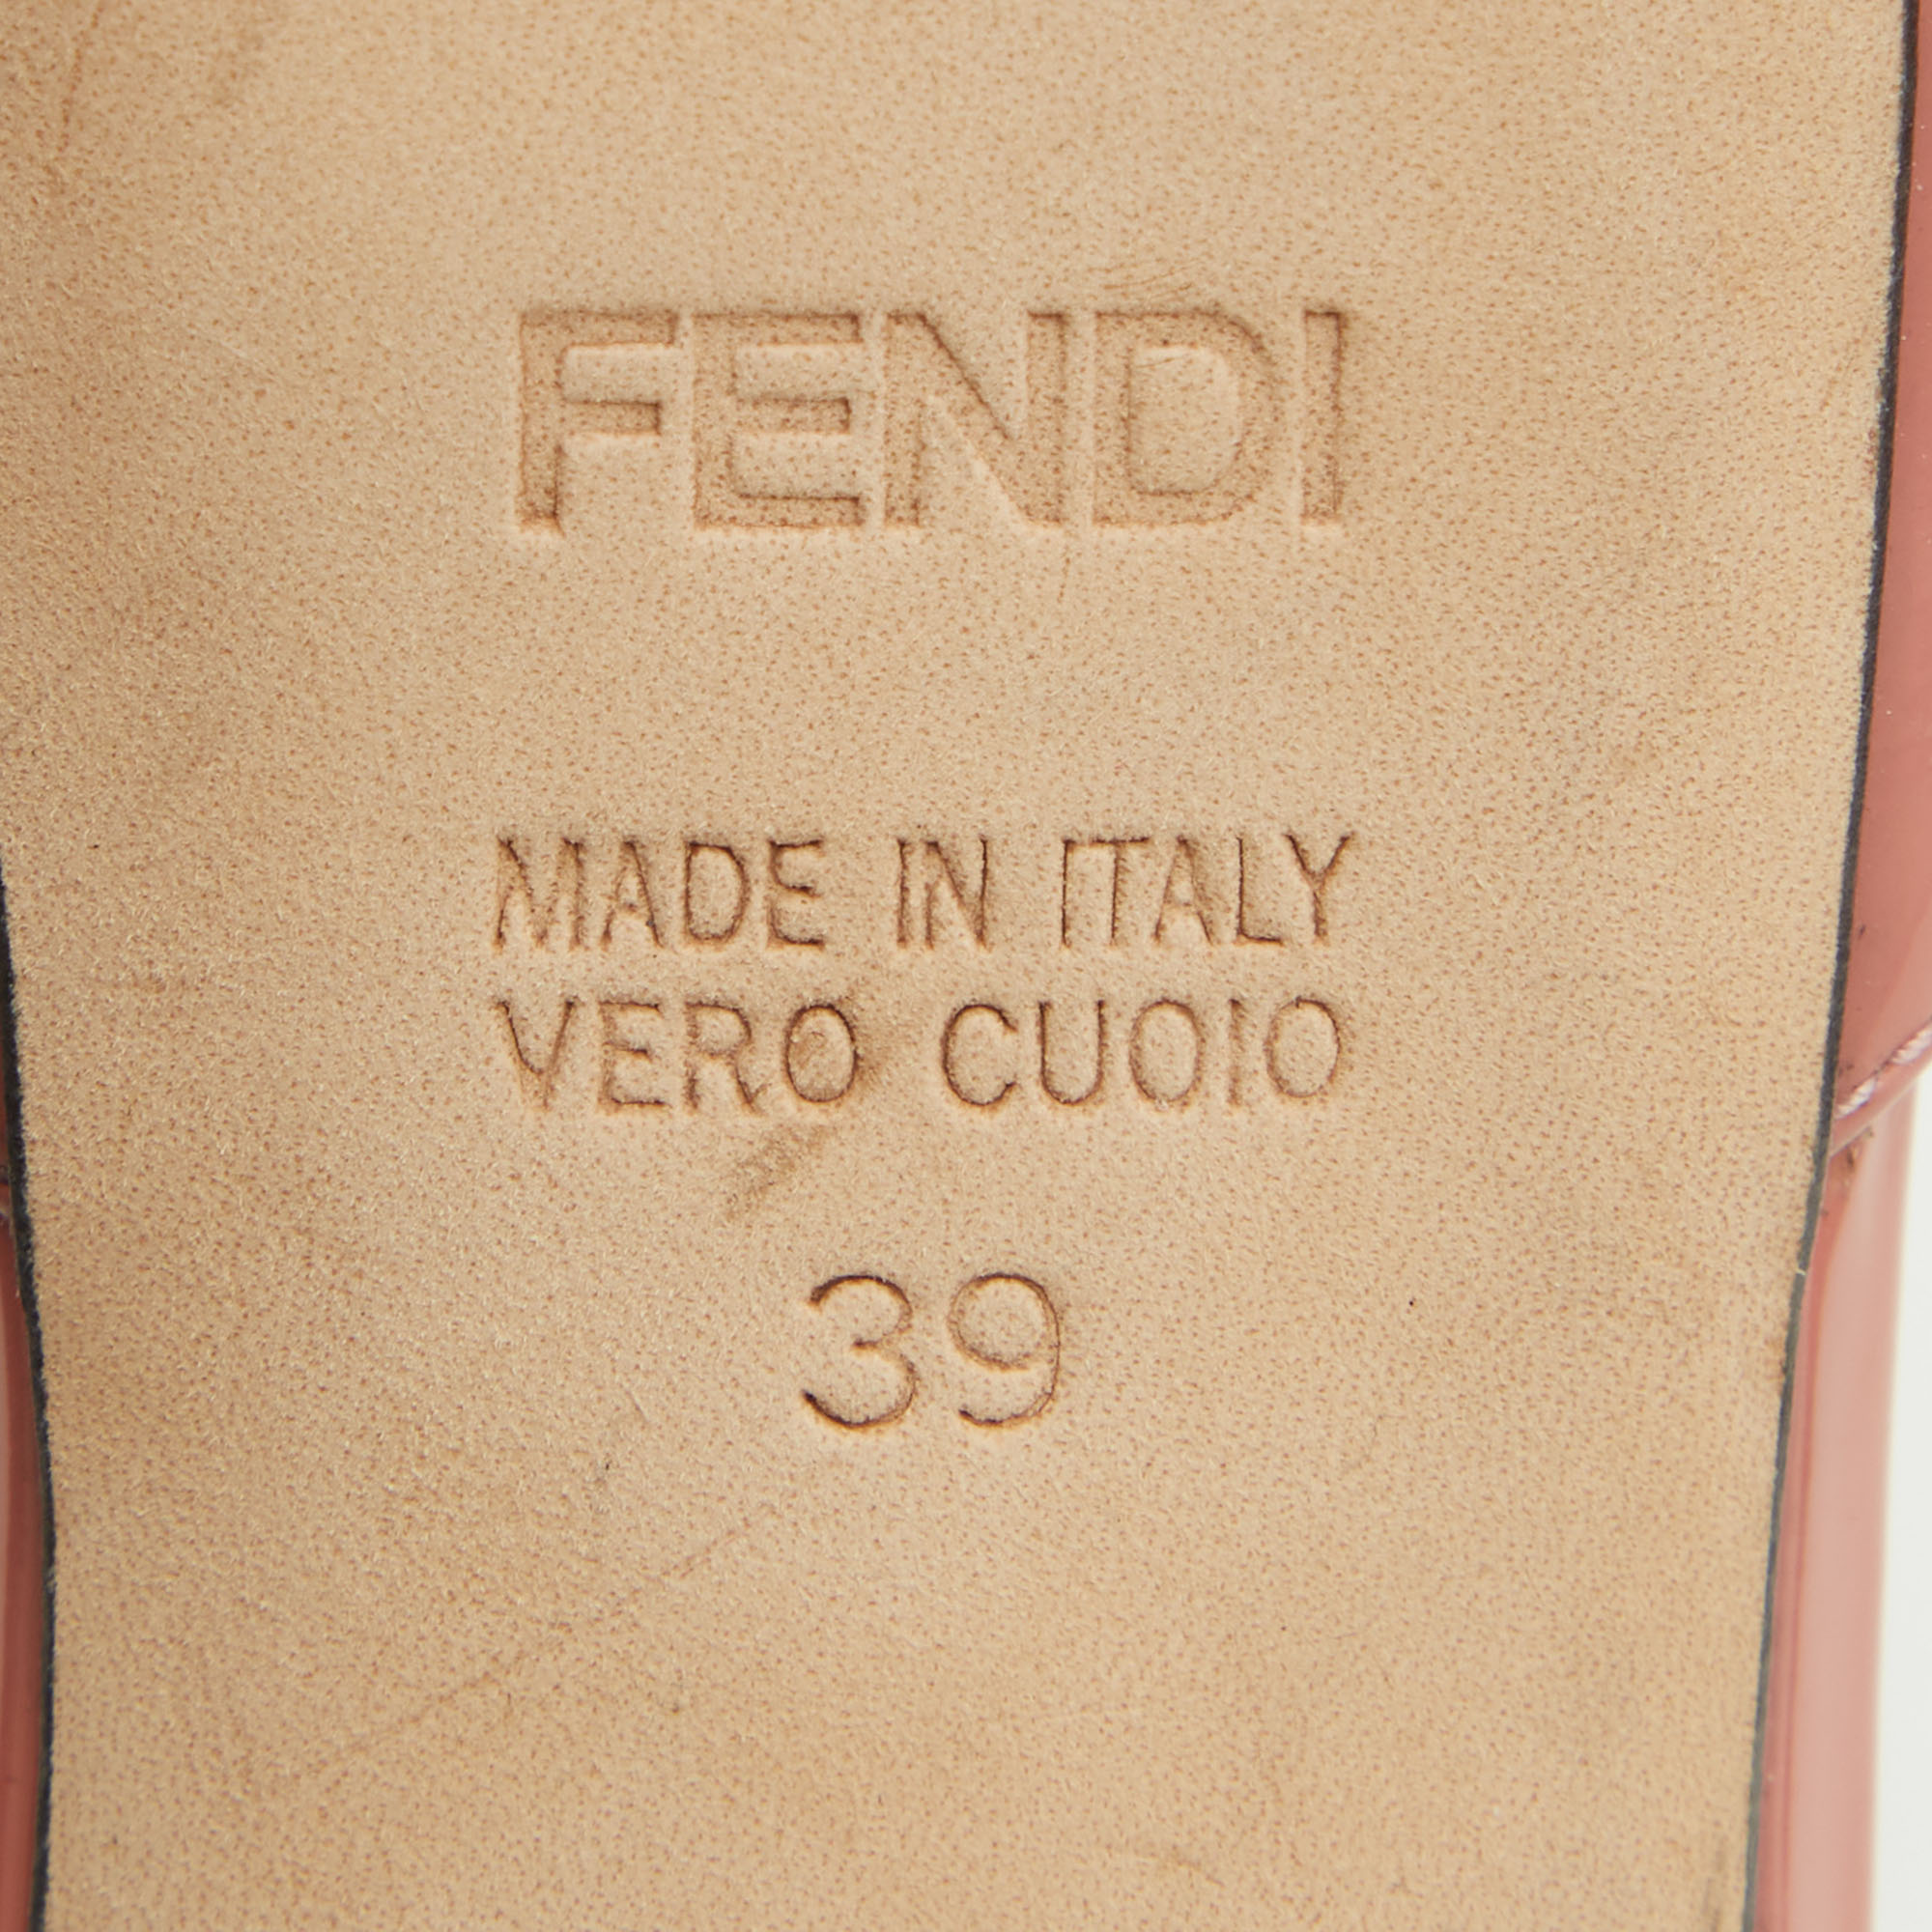 FENDI
MADE IN ITALY
VERO CUOIO
39